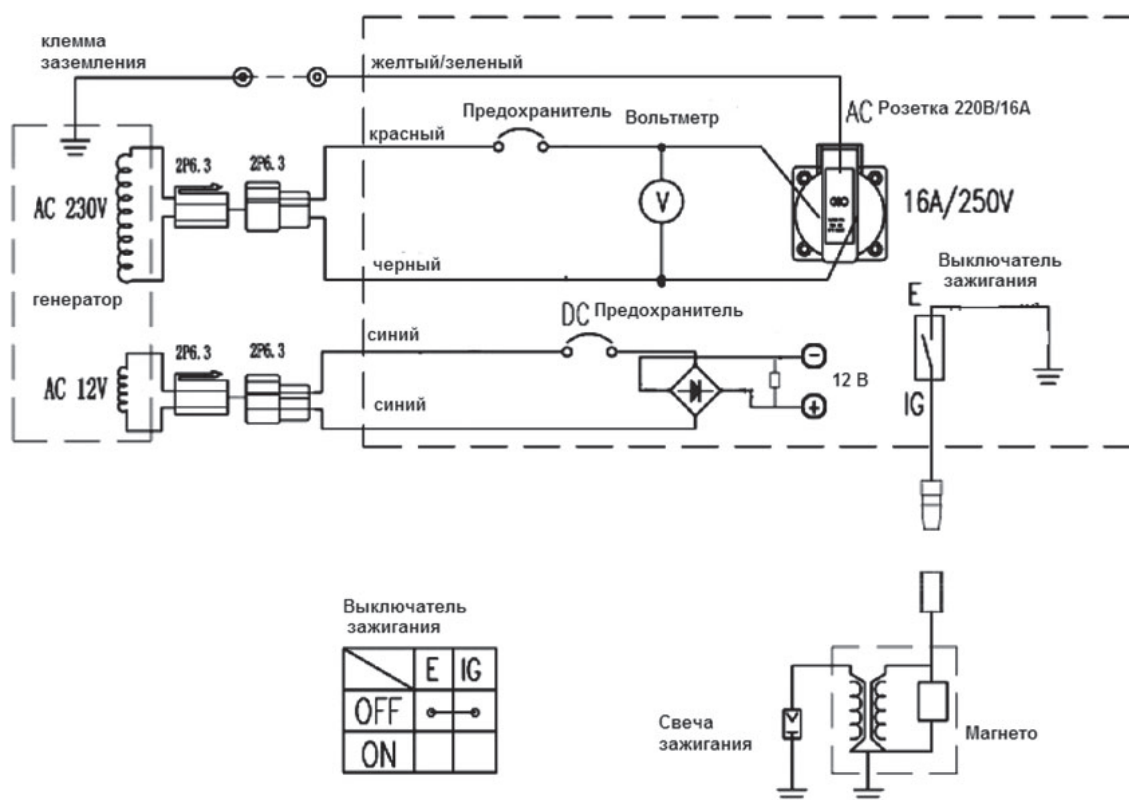 клемма
заземления
желтый/зеленый
AC Розетка 220В/16А
Предохранитель
Вольтметр
красный
2P6.3
2P6.3
AC 230V
V
16A/250V
черный
генератор
Выключатель
зажигания
E
DC Предохранитель
синий
2P6.3
2P6.3
AC 12V
12 В
синий
IG
Выключатель
зажигания
E IG
OFF
ON
Свеча
зажигания
Магнето